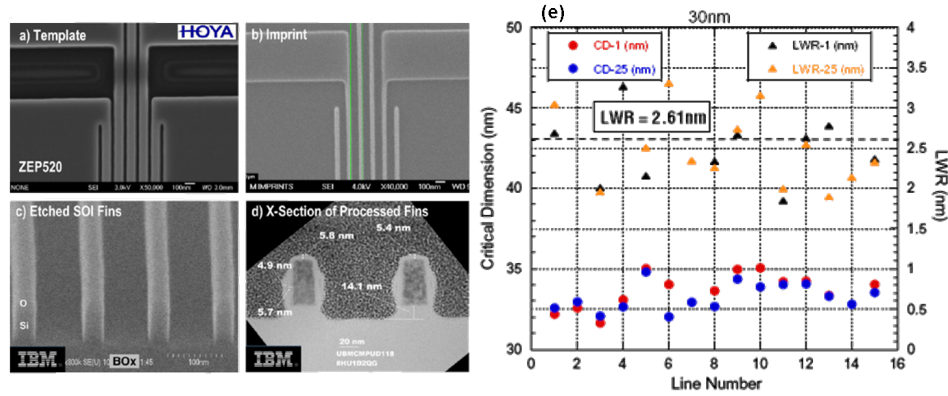 a) Template
HOYA
ZEP520
NONE SEI 3.0kV X50,000 100nm WD 3.0mm
b) Imprint
M IMPRINTS SEI 4.0kV X40,000 100nm WD
c) Etched SOI Fins
O
Si
IBM
BOx
1:45
100nm
d) X-Section of Processed Fins
5.8 nm
5.4 nm
4.9 nm
14.1 nm
5.7 nm
20 nm
UBMCMPUD118
IBM
(e)
30nm
CD-1 (nm)
CD-25 (nm)
LWR-1 (nm)
LWR-25 (nm)
LWR = 2.61nm
Critical Dimension (nm)
50
45
40
35
30
LWR (nm)
4
3.5
3
2.5
2
1.5
1
0.5
0
0 2 4 6 8 10 12 14 16
Line Number